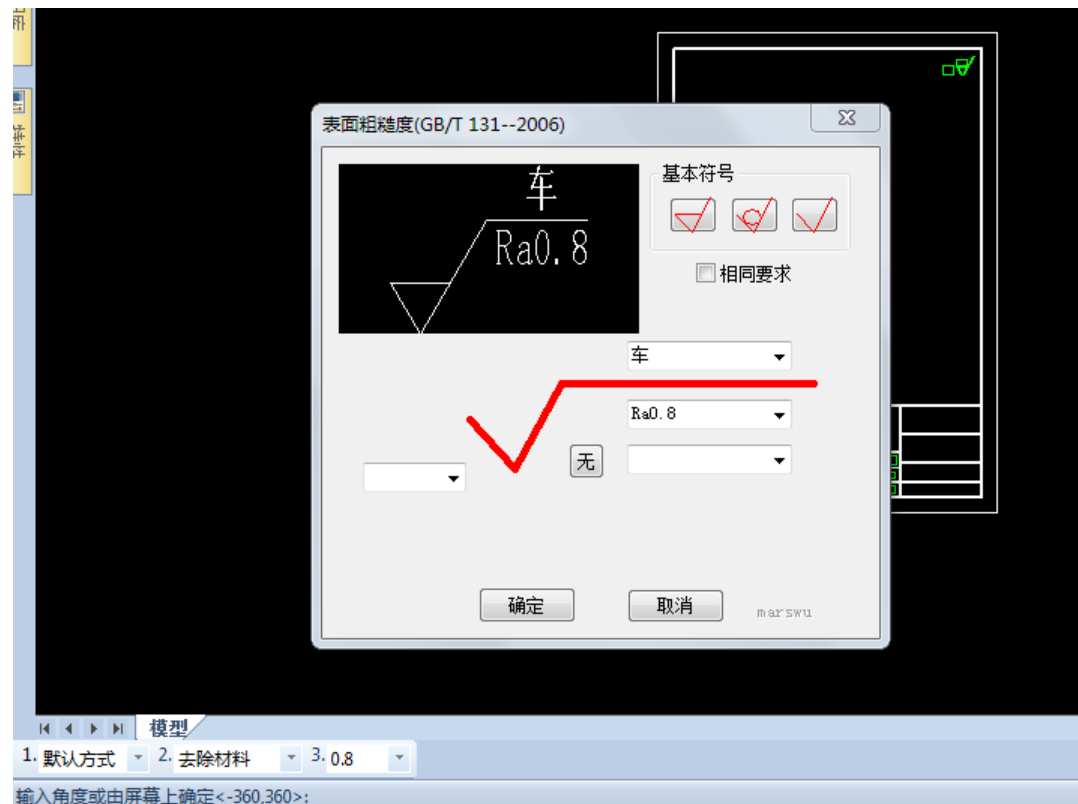 特性
表面粗糙度(GB/T 131--2006)
车
Ra0.8
基本符号
相同要求
车
Ra0.8
无
确定
取消
marswu
模型
1. 默认方式 2. 去除材料 3. 0.8
输入角度或由屏幕上确定<-360,360>: